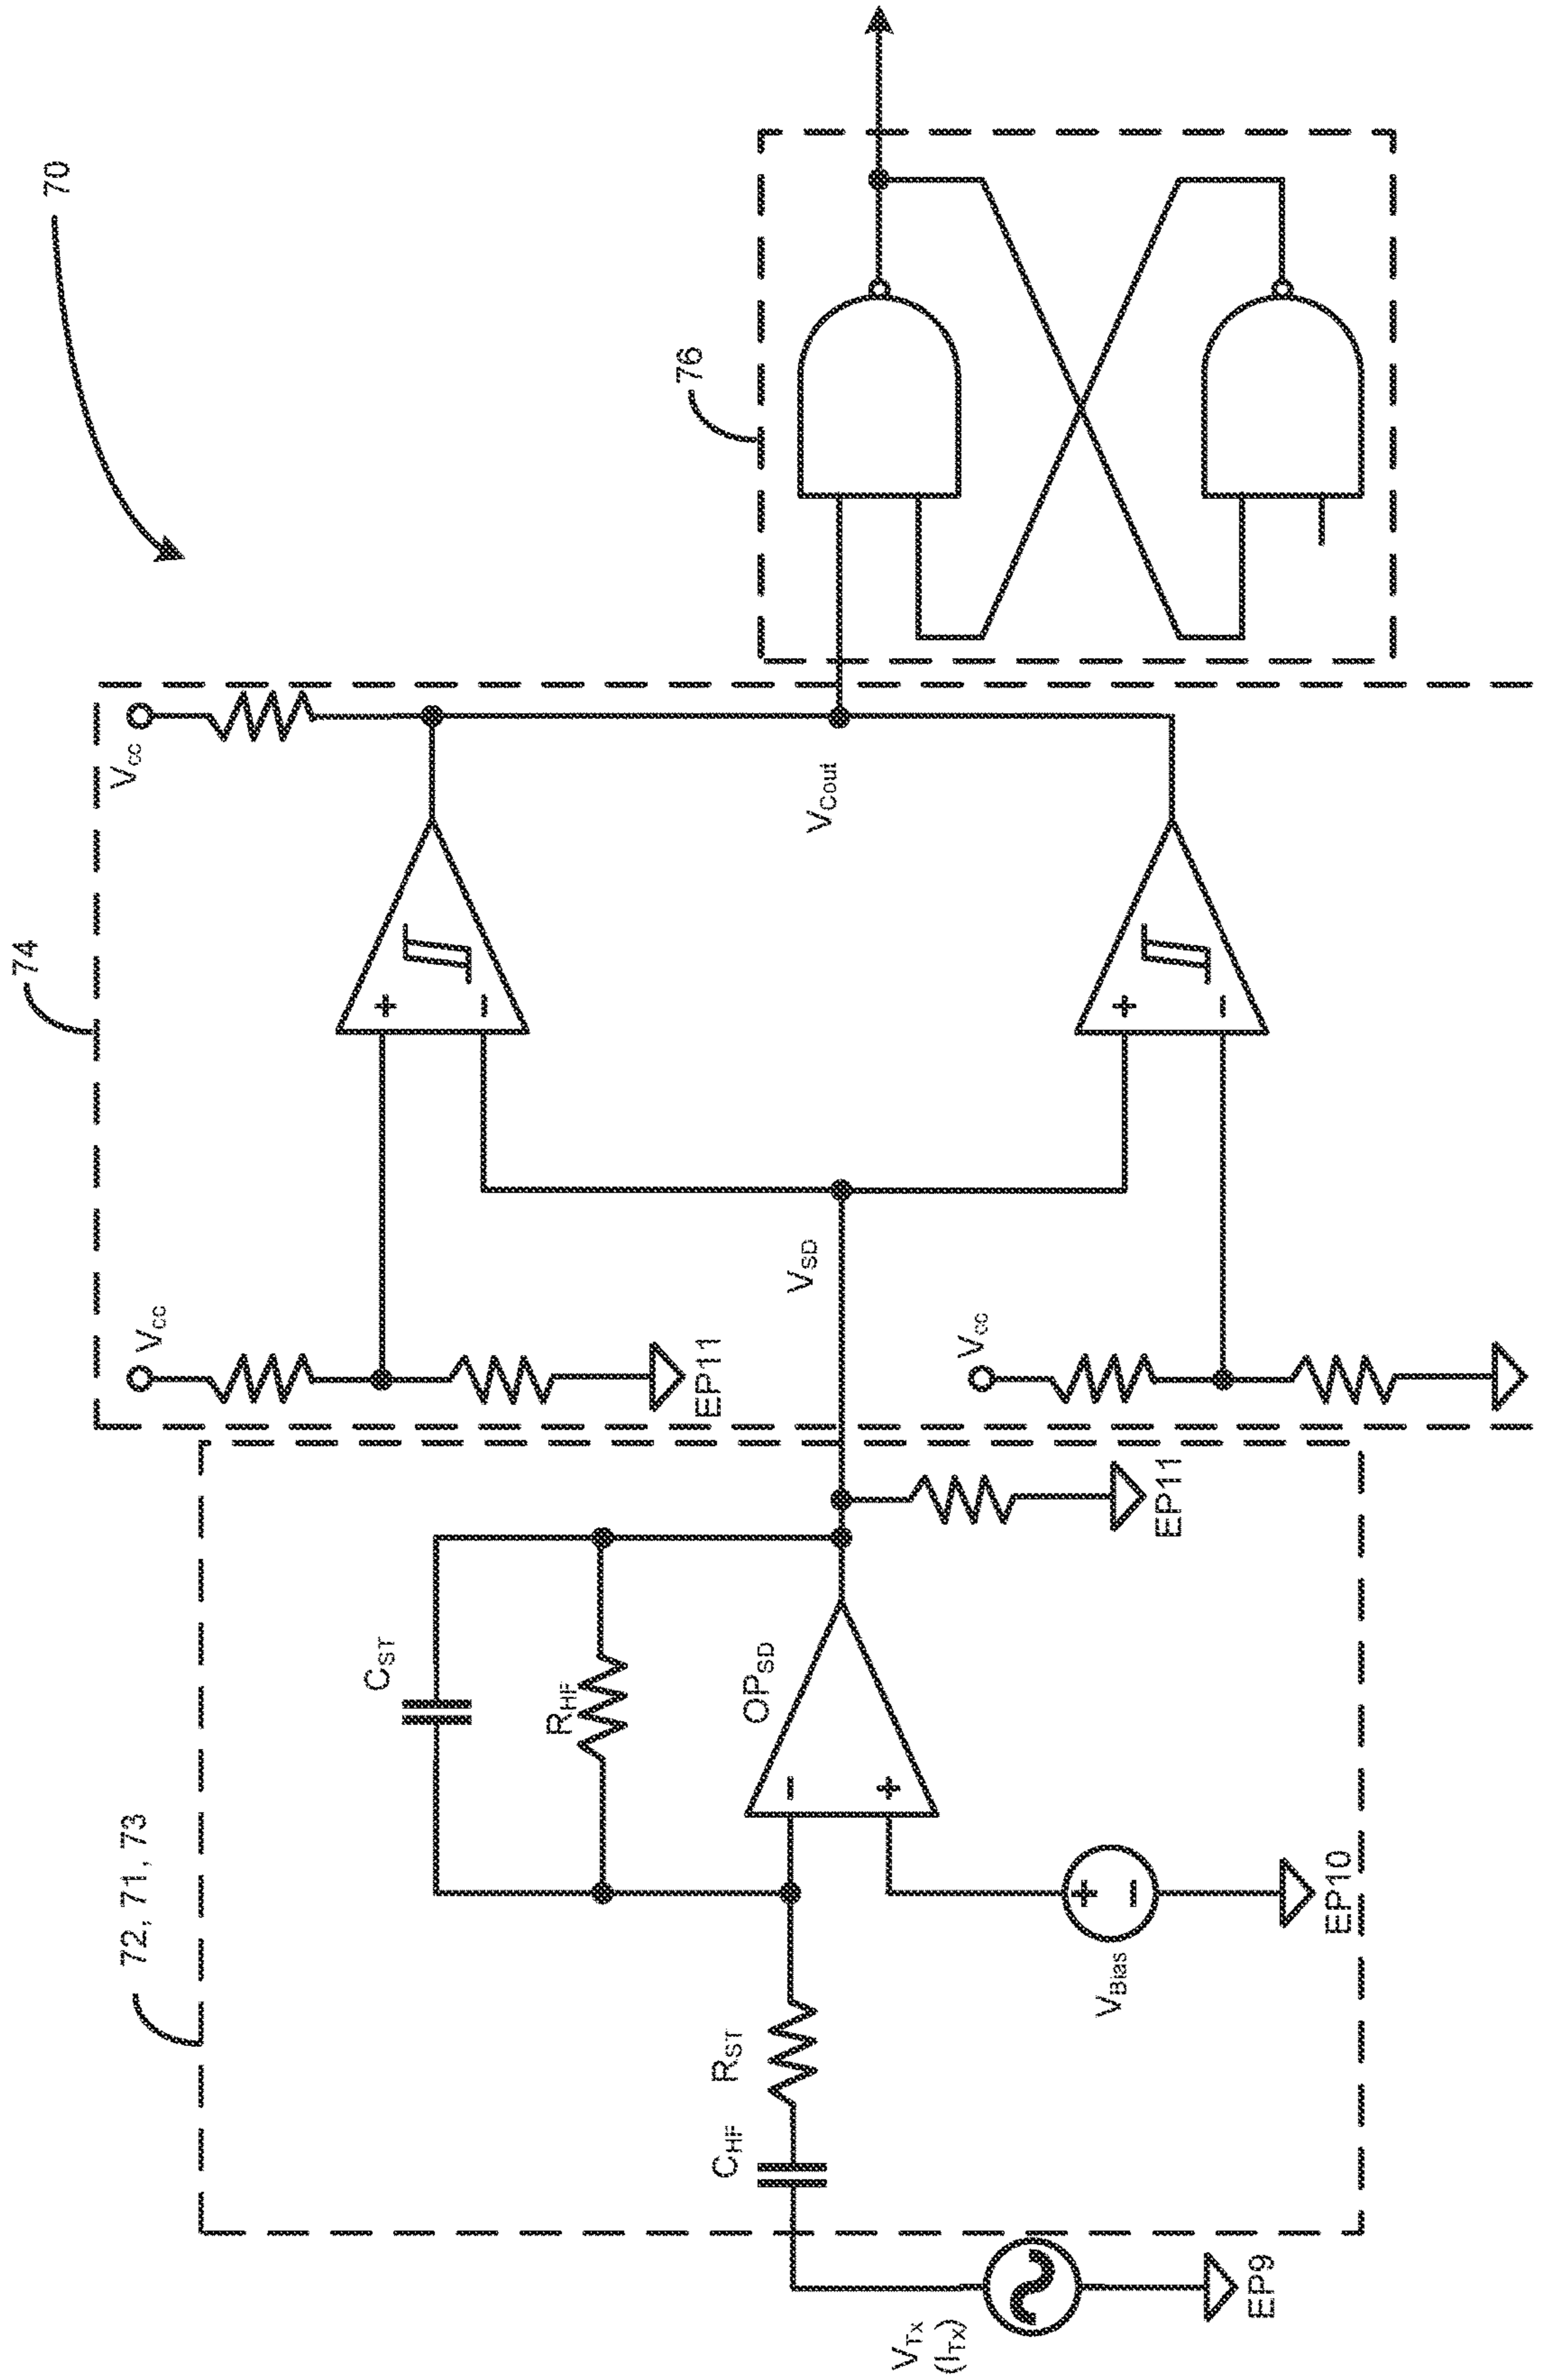 70
74
72, 71, 73
76
Vcc
Vcc
Vcc
EP11
CST
RHF
OPSD
CHF RST
VTx
(ITx)
EP9
VBias
EP10
EP11
VSD
VCout
+
−
+
−
−
+
+
−